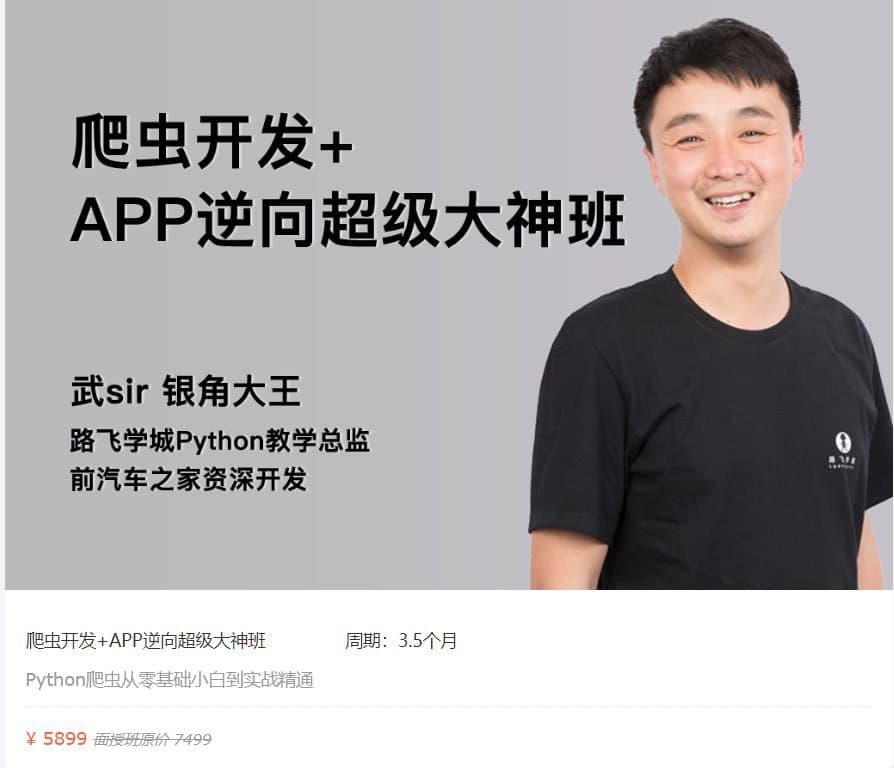 爬虫开发+
APP逆向超级大神班
武sir 银角大王
路飞学城Python教学总监
前汽车之家资深开发
路飞学城
爬虫开发+APP逆向超级大神班 周期：3.5个月
Python爬虫从零基础小白到实战精通
¥ 5899 面授班原价 7499